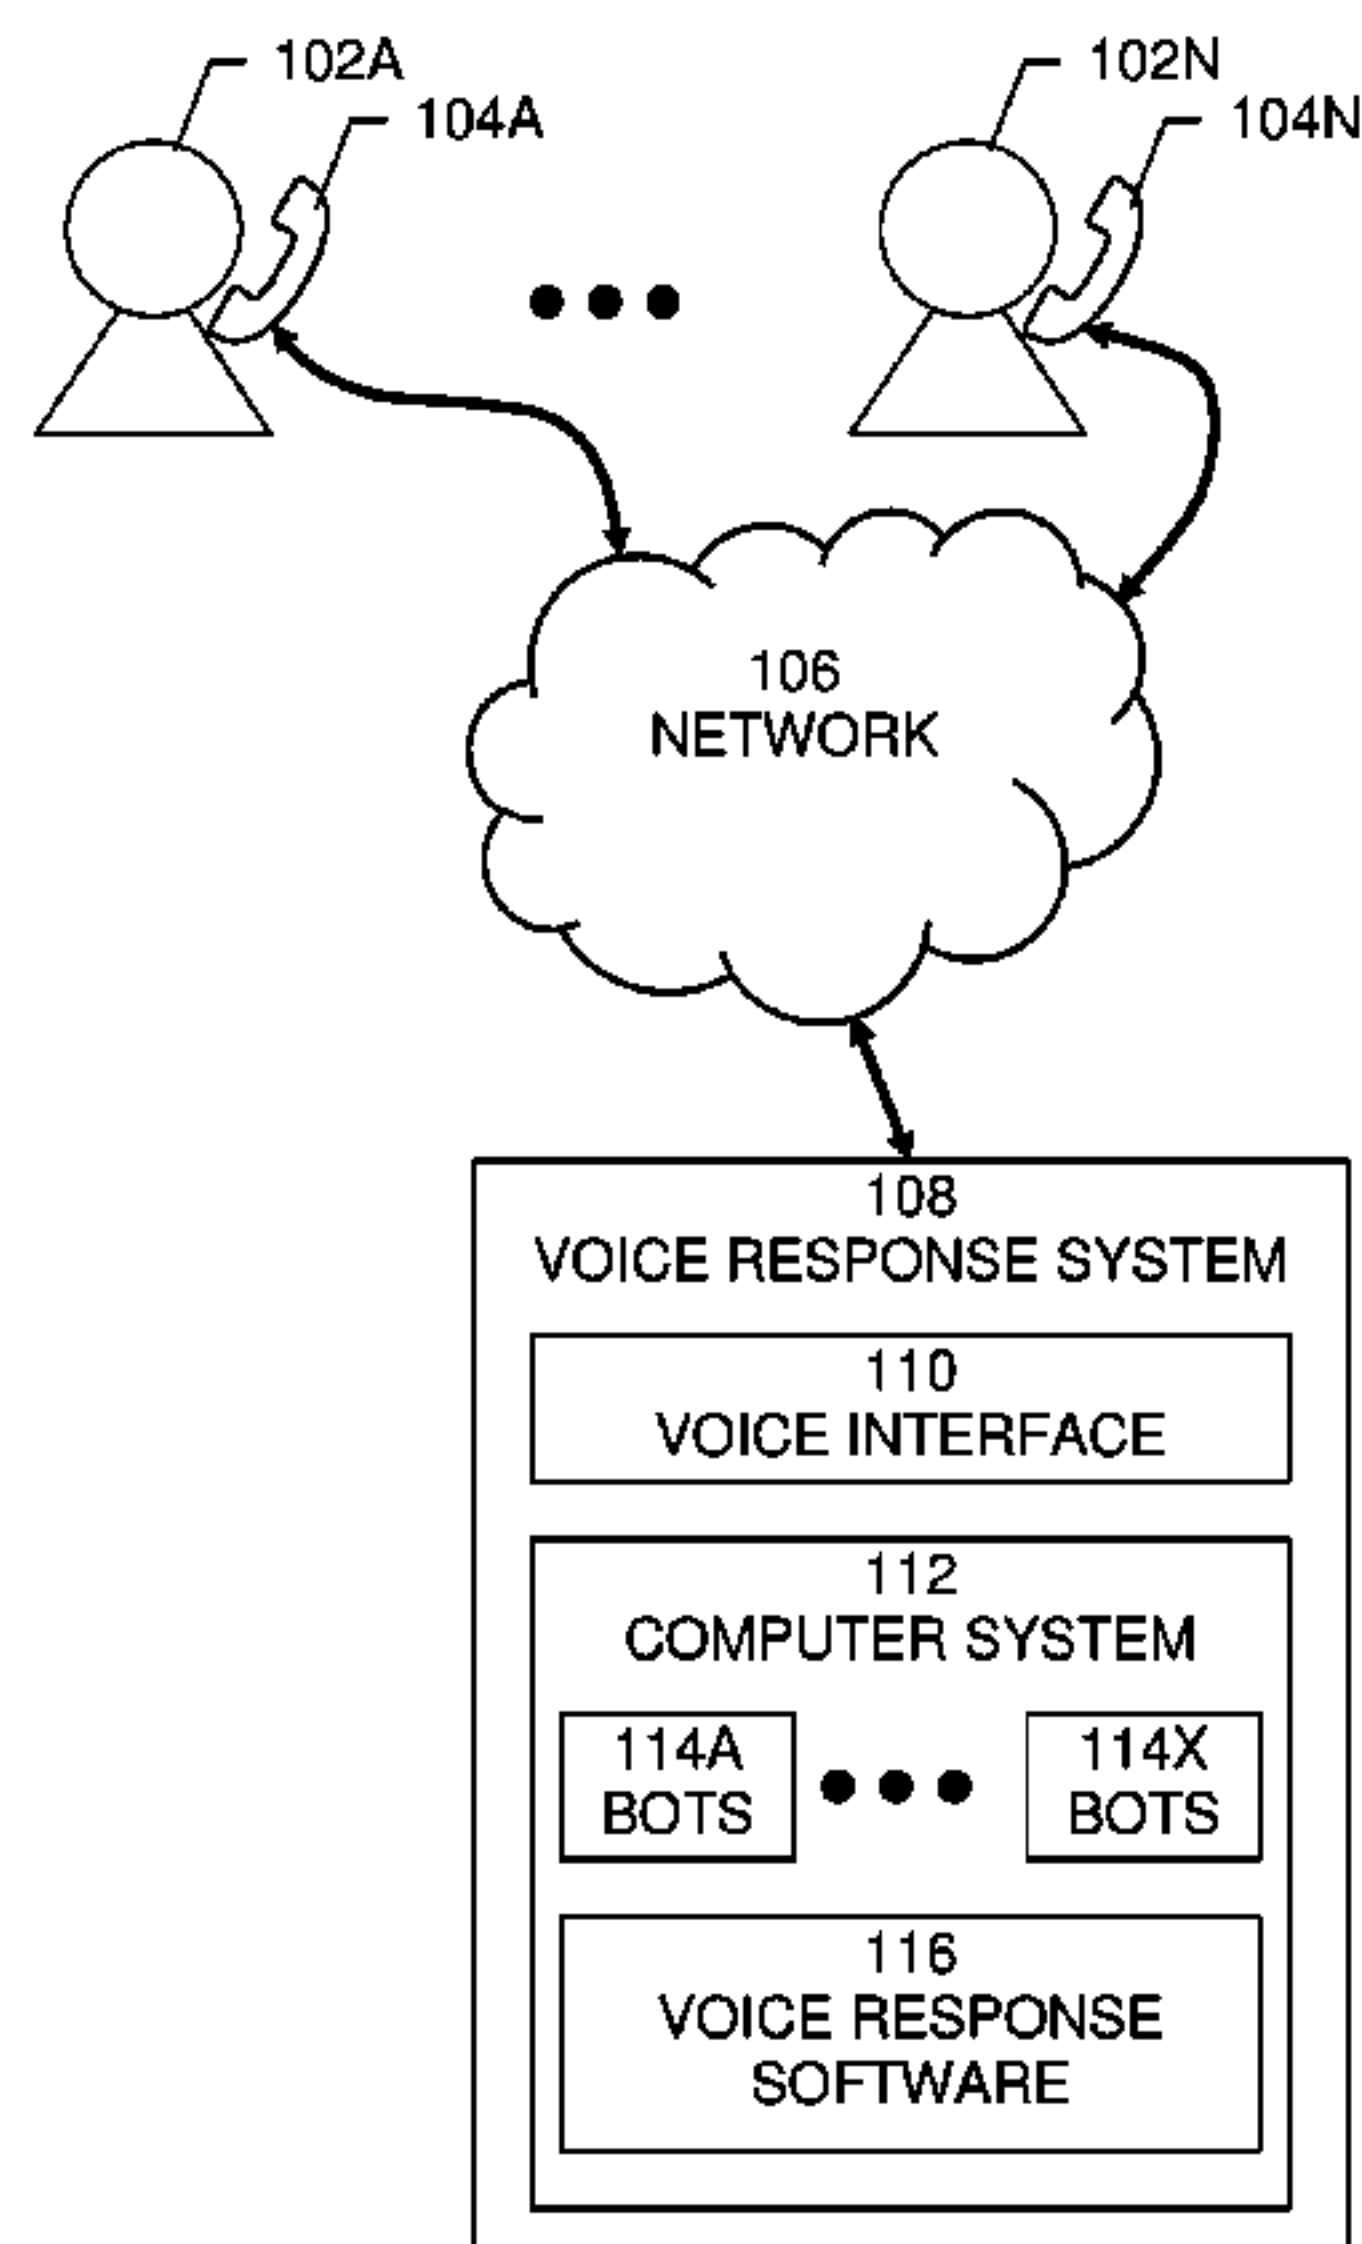 102A
104A
102N
104N
106
NETWORK
108
VOICE RESPONSE SYSTEM
110
VOICE INTERFACE
112
COMPUTER SYSTEM
114A
BOTS
114X
BOTS
116
VOICE RESPONSE
SOFTWARE